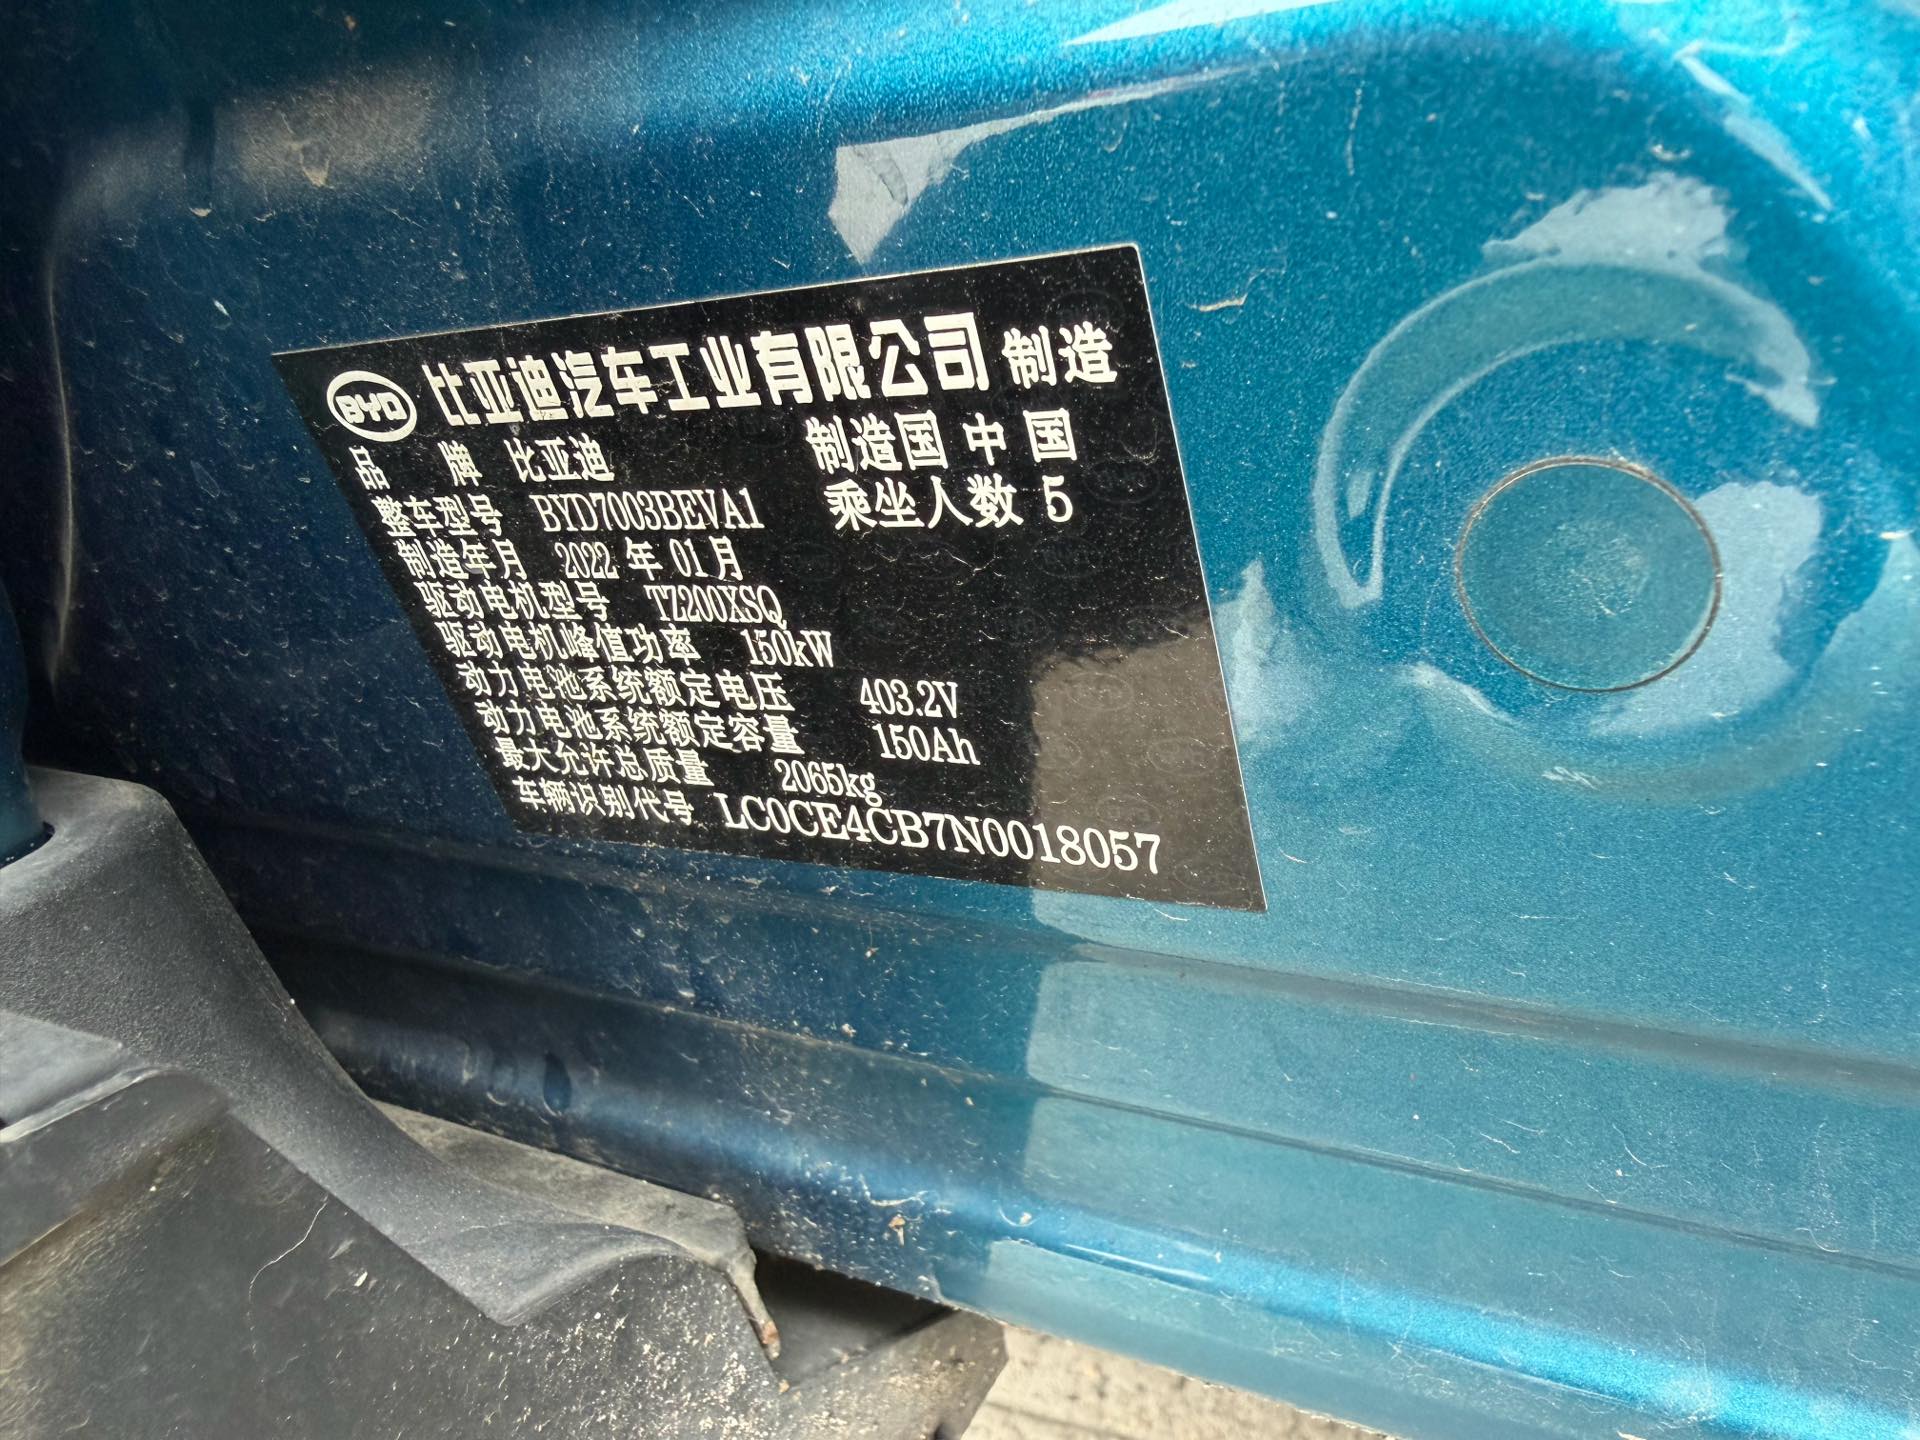 BYD 比亚迪汽车工业有限公司 制造
品 牌 比亚迪 制造国 中国
整车型号 BYD7003BEVA1 乘坐人数 5
制造年月 2022 年 01 月
驱动电机型号 TZ200XSQ
驱动电机峰值功率 150kW
动力电池系统额定电压 403.2V
动力电池系统额定容量 150Ah
最大允许总质量 2065kg
车辆识别代号 LC0CE4CB7N0018057